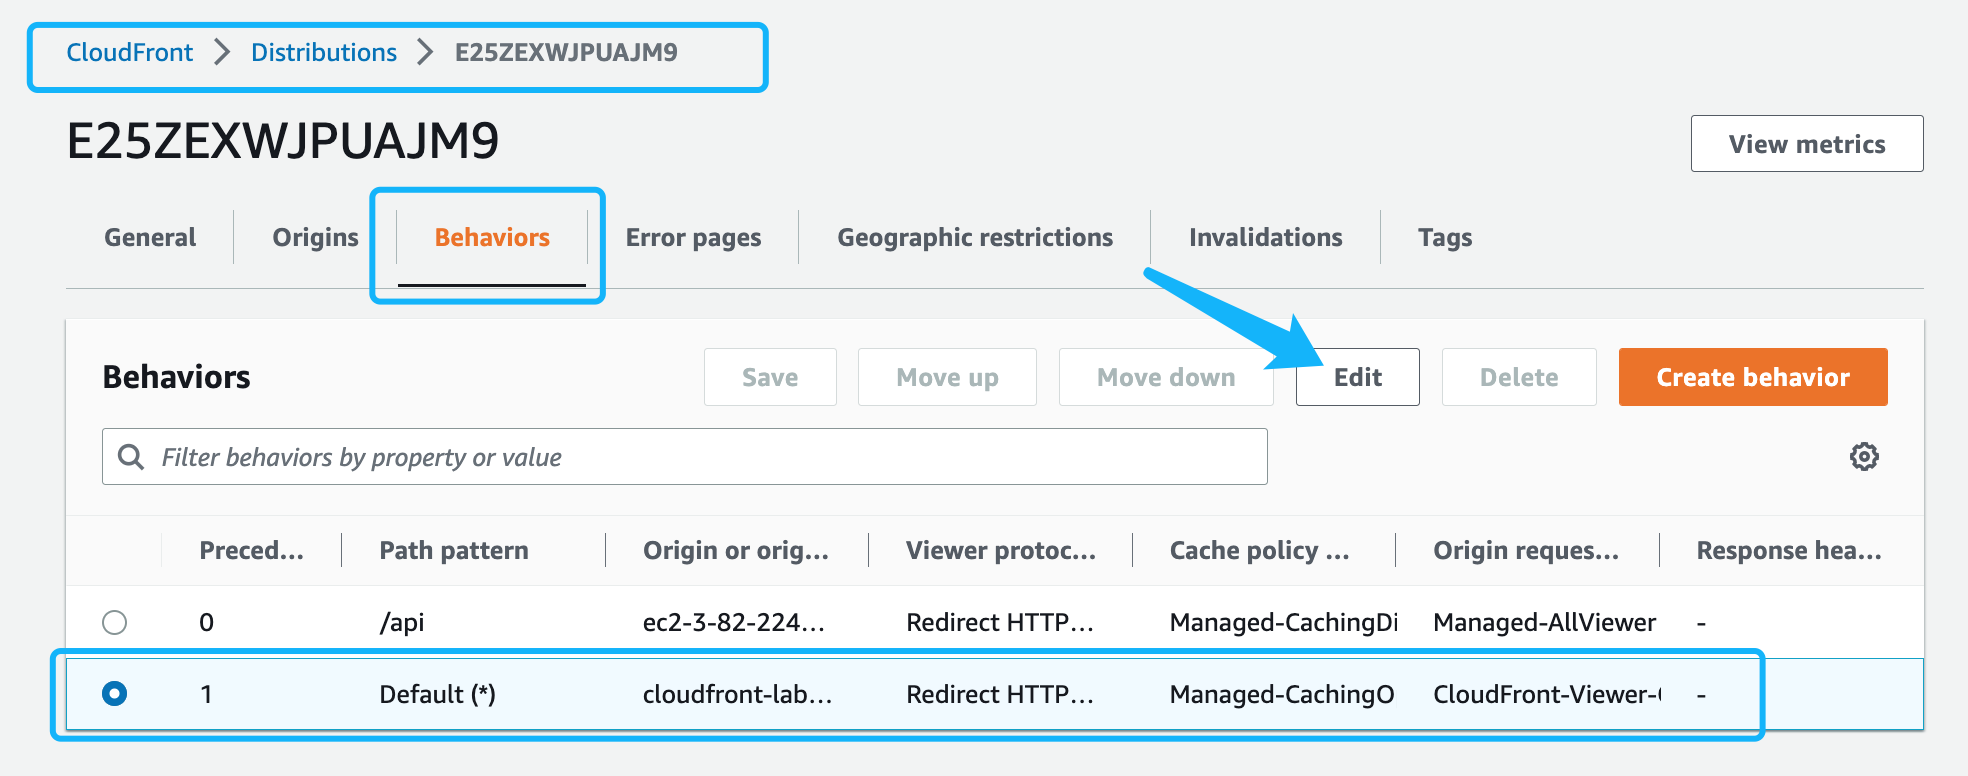 CloudFront > Distributions > E25ZEXWJPUAJM9
E25ZEXWJPUAJM9
View metrics
General Origins Behaviors Error pages Geographic restrictions Invalidations Tags
Behaviors Save Move up Move down Edit Delete Create behavior
Filter behaviors by property or value
Preced... Path pattern Origin or orig... Viewer protoc... Cache policy ... Origin reques... Response hea...
0 /api ec2-3-82-224... Redirect HTTP... Managed-CachingDi Managed-AllViewer -
1 Default (*) cloudfront-lab... Redirect HTTP... Managed-CachingO CloudFront-Viewer- -